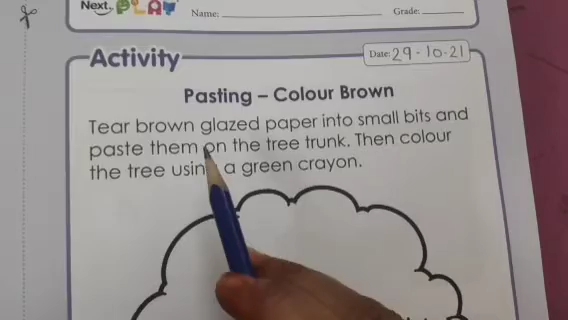 Next
PLAY
Name:
Grade:
Activity
Date: 29-10-21
Pasting – Colour Brown
Tear brown glazed paper into small bits and
paste them on the tree trunk. Then colour
the tree using a green crayon.